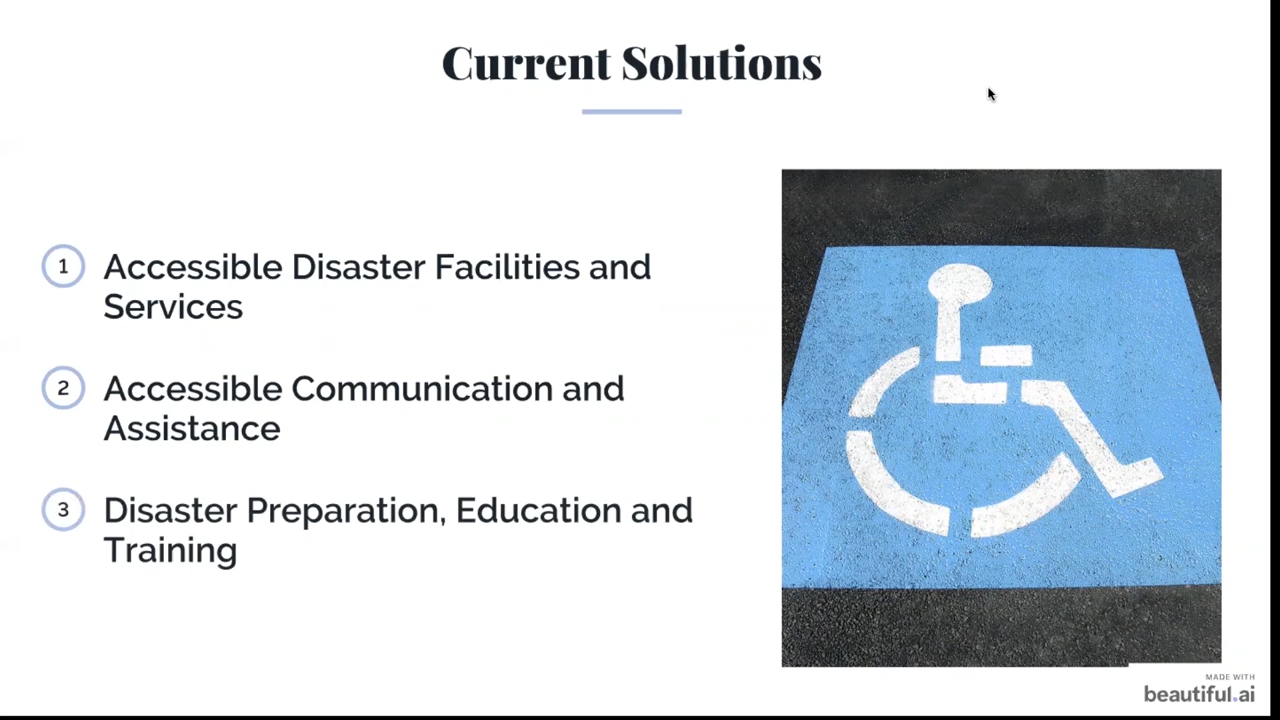 Current Solutions
1 Accessible Disaster Facilities and
Services
2 Accessible Communication and
Assistance
3 Disaster Preparation, Education and
Training
MADE WITH
beautiful.ai